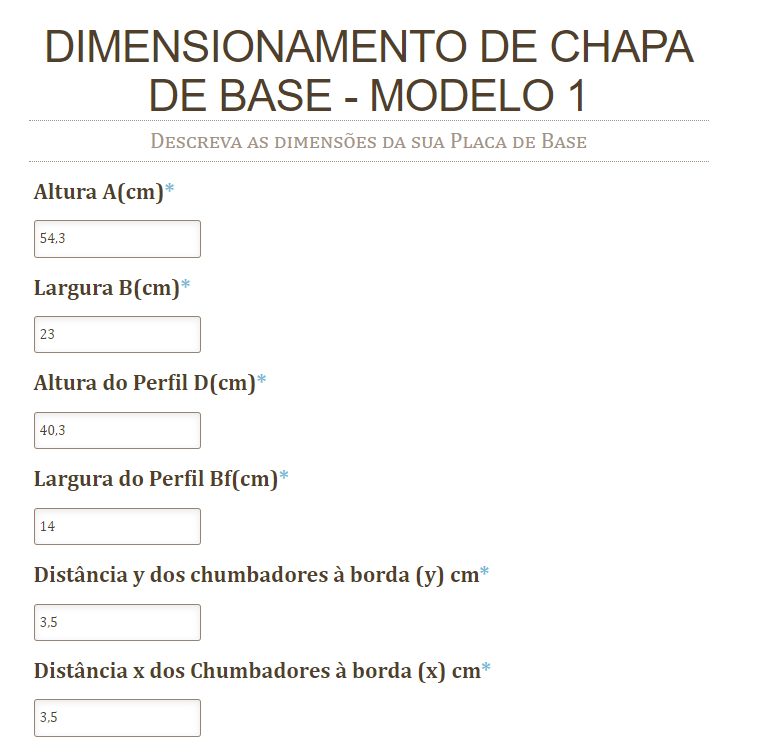 DIMENSIONAMENTO DE CHAPA
DE BASE - MODELO 1
Descreva as dimensões da sua Placa de Base
Altura A(cm)*
54,3
Largura B(cm)*
23
Altura do Perfil D(cm)*
40,3
Largura do Perfil Bf(cm)*
14
Distância y dos chumbadores à borda (y) cm*
3,5
Distância x dos Chumbadores à borda (x) cm*
3,5